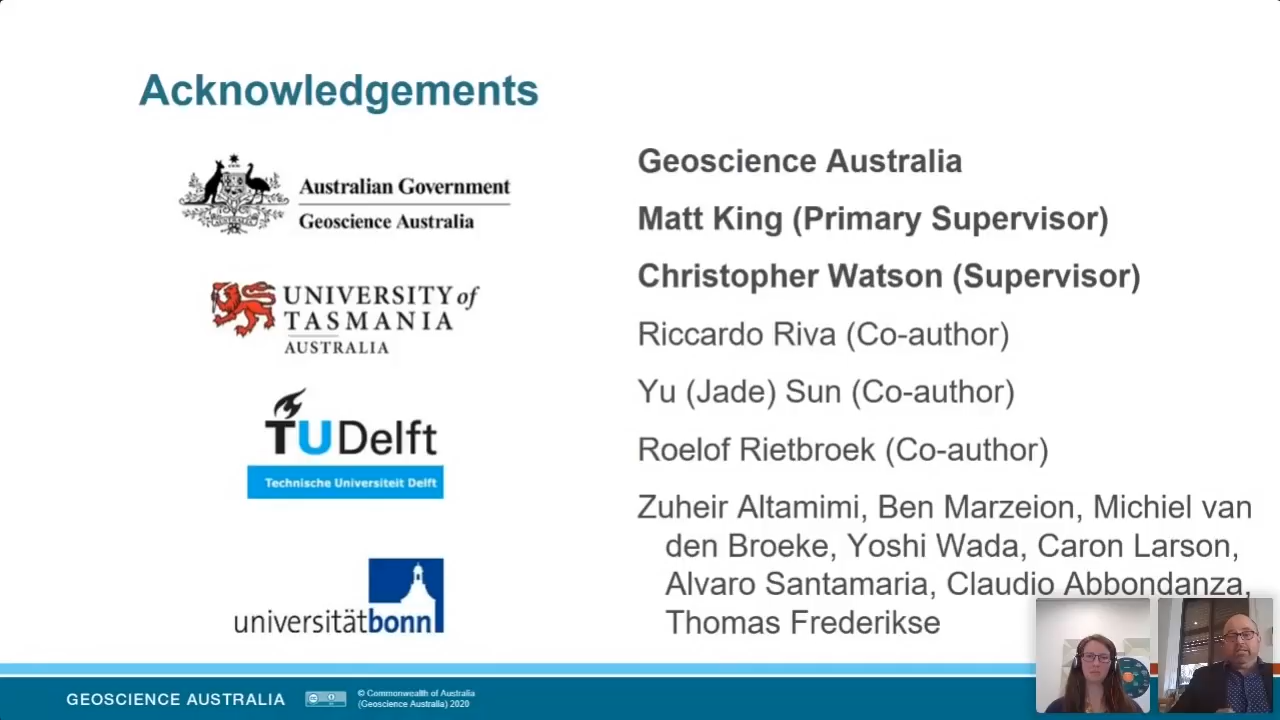 Acknowledgements
Australian Government
Geoscience Australia
UNIVERSITY of
TASMANIA
AUSTRALIA
TUDelft
Technische Universiteit Delft
universitätbonn
Geoscience Australia
Matt King (Primary Supervisor)
Christopher Watson (Supervisor)
Riccardo Riva (Co-author)
Yu (Jade) Sun (Co-author)
Roelof Rietbroek (Co-author)
Zuheir Altamimi, Ben Marzeion, Michiel van
den Broeke, Yoshi Wada, Caron Larson,
Alvaro Santamaria, Claudio Abbondanza,
Thomas Frederikse
GEOSCIENCE AUSTRALIA
© Commonwealth of Australia
(Geoscience Australia) 2020